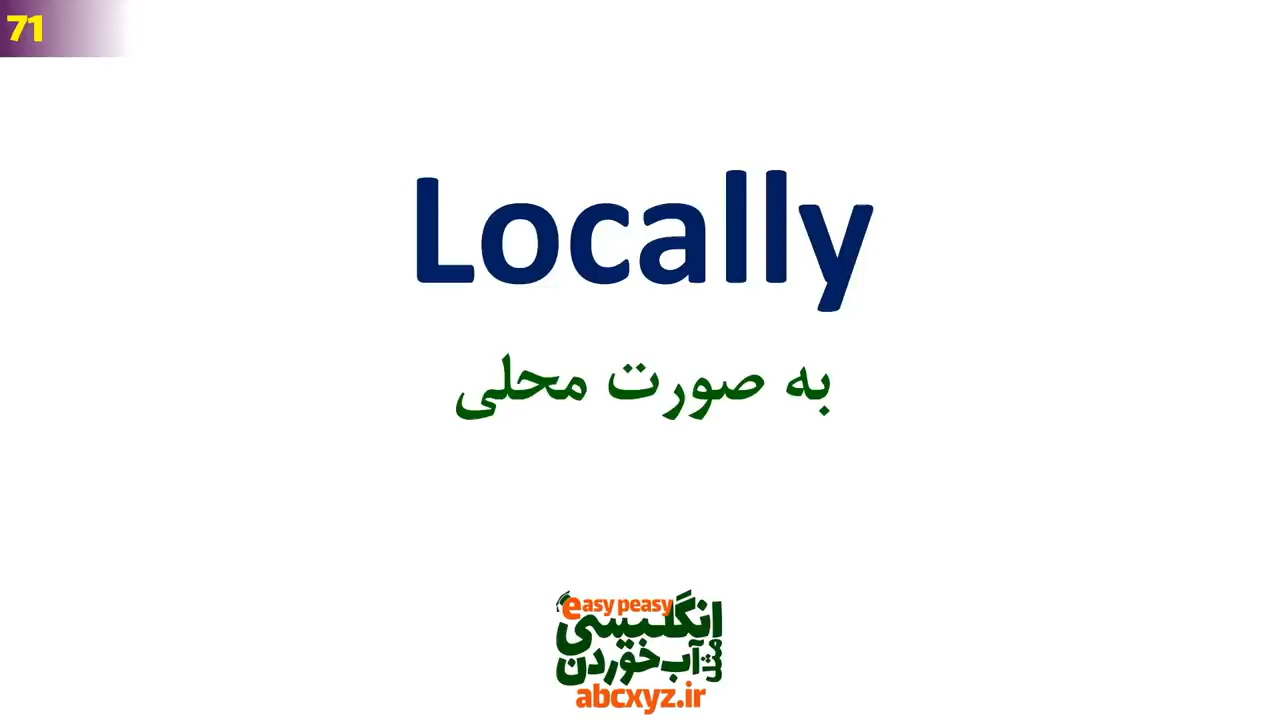 71
Locally
به صورت محلی
easy peasy
انگلیسی
مثل
آب خوردن
abcxyz.ir